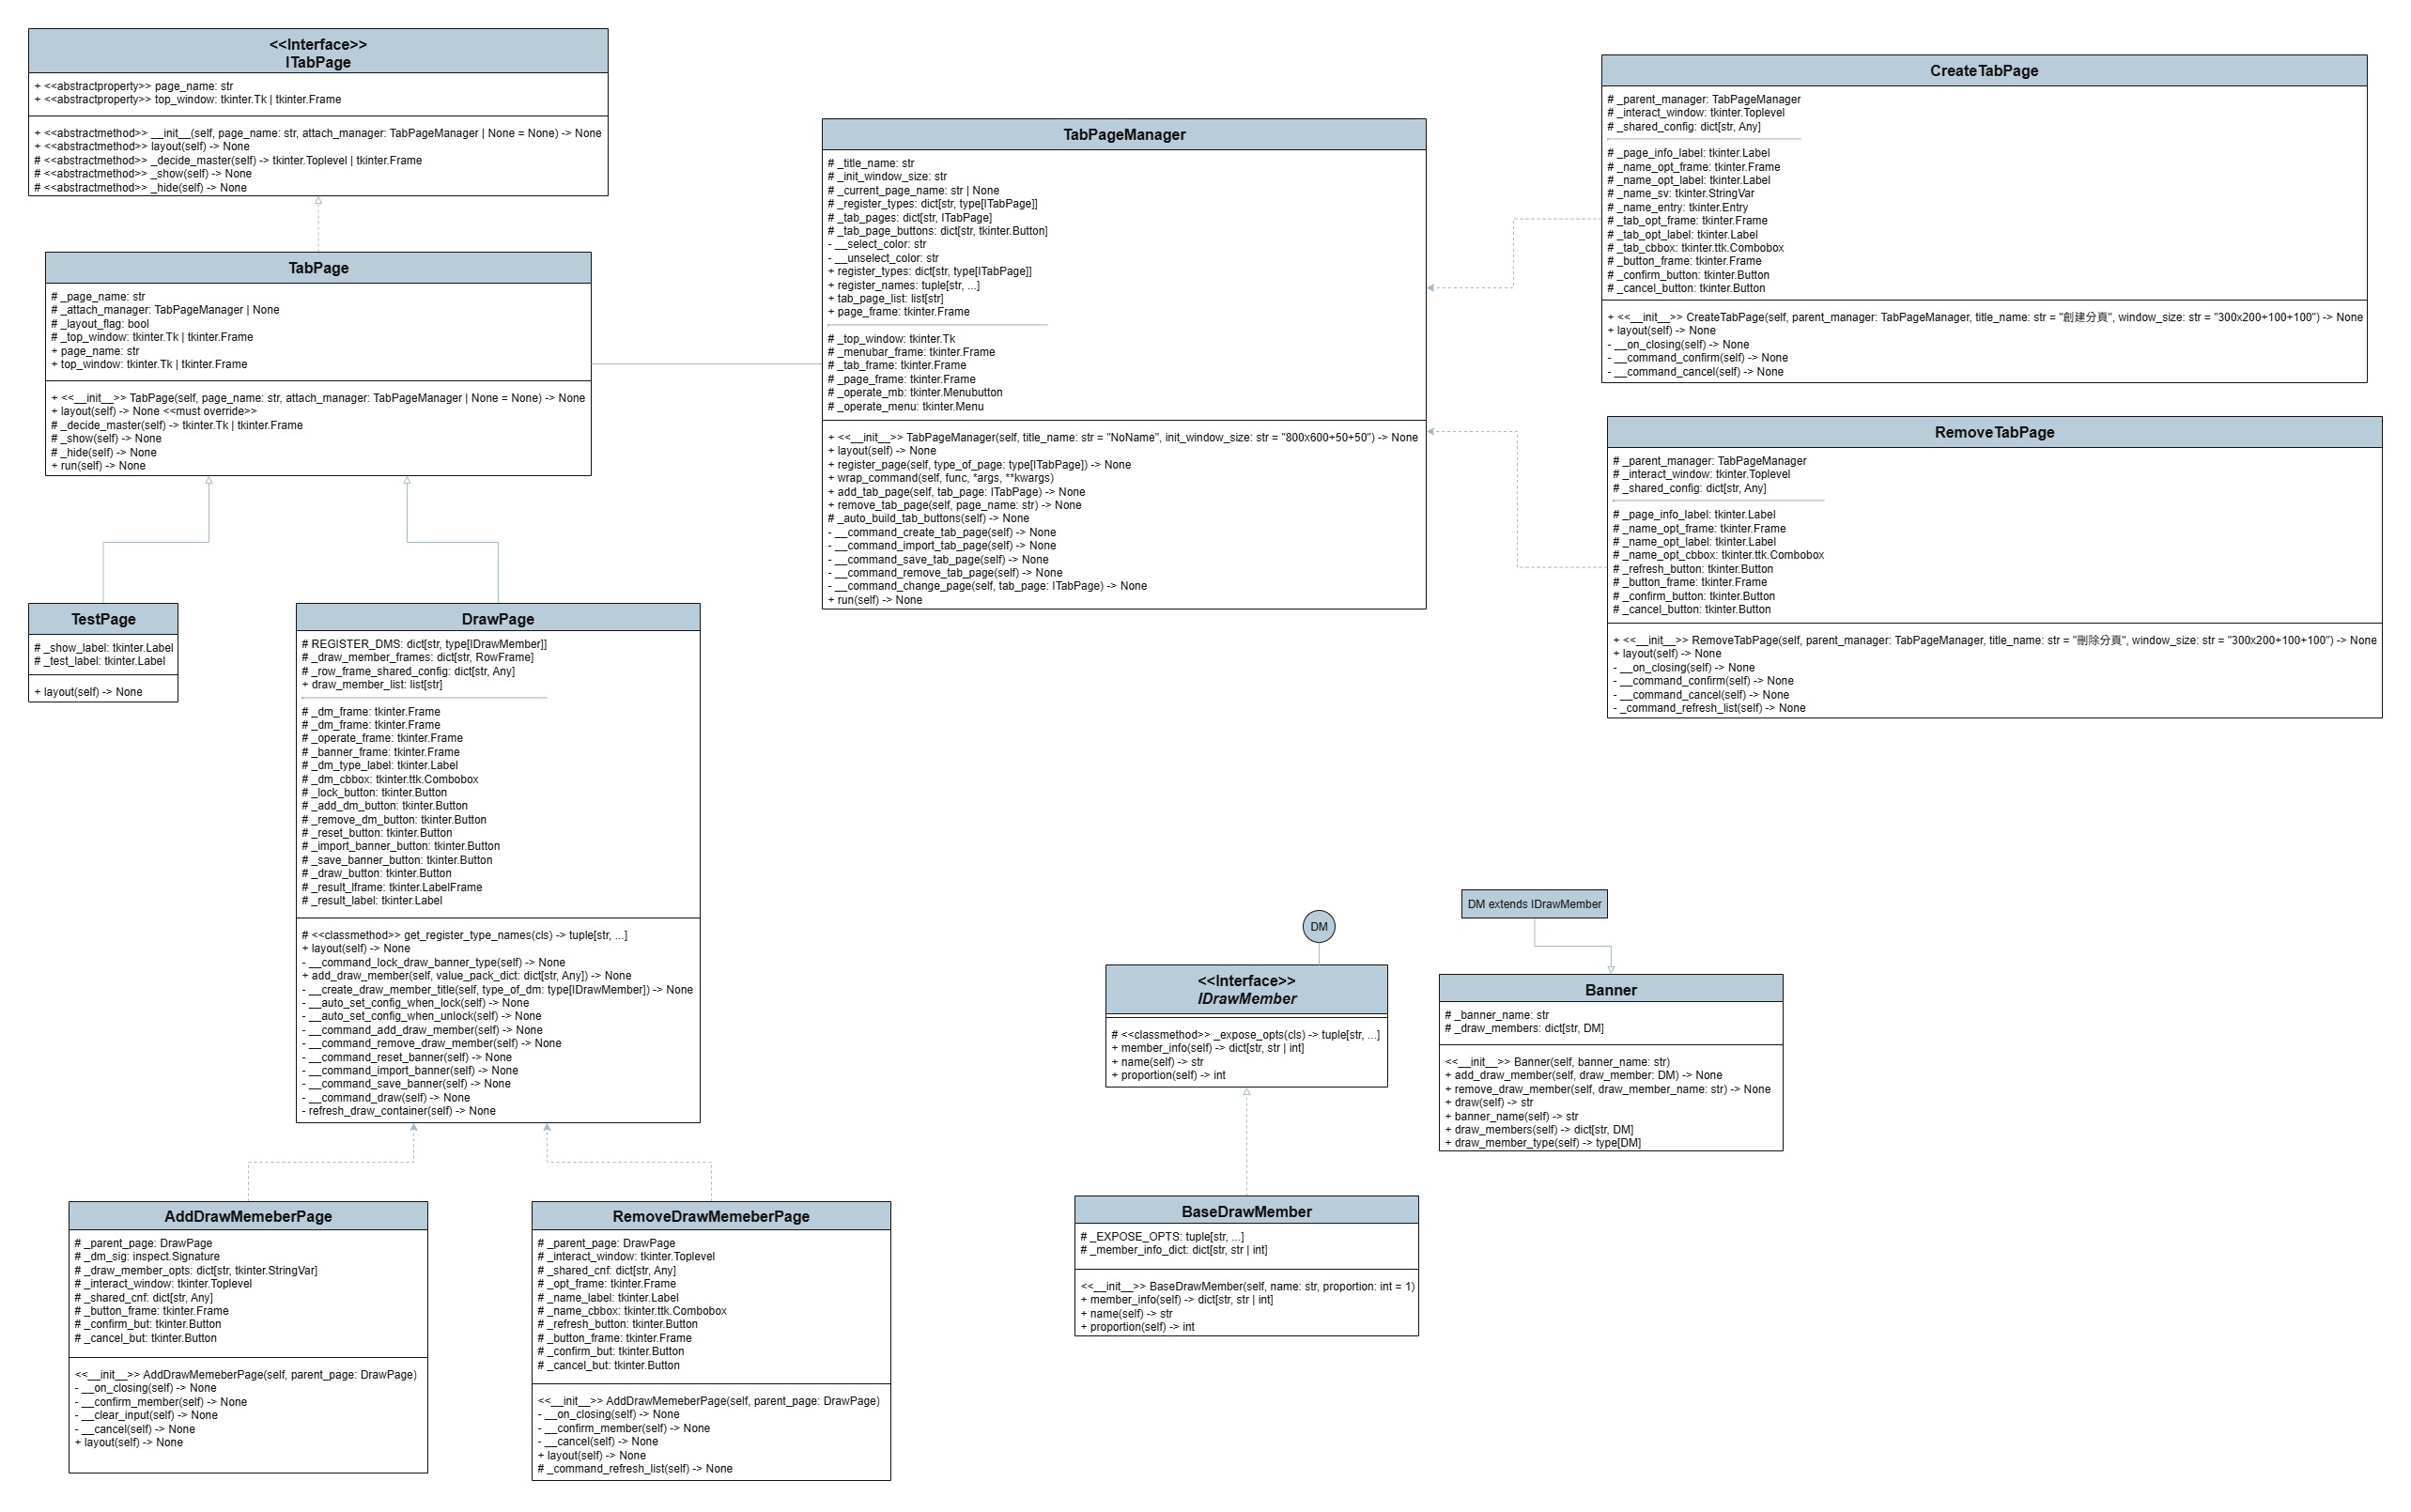 <<Interface>>
ITabPage
+ <<abstractproperty>> page_name: str
+ <<abstractproperty>> top_window: tkinter.Tk | tkinter.Frame
+ <<abstractmethod>> __init__(self, page_name: str, attach_manager: TabPageManager | None = None) -> None
+ <<abstractmethod>> layout(self) -> None
# <<abstractmethod>> _decide_master(self) -> tkinter.Toplevel | tkinter.Frame
# <<abstractmethod>> _show(self) -> None
# <<abstractmethod>> _hide(self) -> None
TabPage
# _page_name: str
# _attach_manager: TabPageManager | None
# _layout_flag: bool
# _top_window: tkinter.Tk | tkinter.Frame
+ page_name: str
+ top_window: tkinter.Tk | tkinter.Frame
+ <<__init__>> TabPage(self, page_name: str, attach_manager: TabPageManager | None = None) -> None
+ layout(self) -> None <<must override>>
# _decide_master(self) -> tkinter.Tk | tkinter.Frame
# _show(self) -> None
# _hide(self) -> None
+ run(self) -> None
TabPageManager
# _title_name: str
# _init_window_size: str
# _current_page_name: str | None
# _register_types: dict[str, type[ITabPage]]
# _tab_pages: dict[str, ITabPage]
# _tab_page_buttons: dict[str, tkinter.Button]
- __select_color: str
- __unselect_color: str
+ register_types: dict[str, type[ITabPage]]
+ register_names: tuple[str, ...]
+ tab_page_list: list[str]
+ page_frame: tkinter.Frame
# _top_window: tkinter.Tk
# _menubar_frame: tkinter.Frame
# _tab_frame: tkinter.Frame
# _page_frame: tkinter.Frame
# _operate_mb: tkinter.Menubutton
# _operate_menu: tkinter.Menu
+ <<__init__>> TabPageManager(self, title_name: str = "NoName", init_window_size: str = "800x600+50+50") -> None
+ layout(self) -> None
+ register_page(self, type_of_page: type[ITabPage]) -> None
+ wrap_command(self, func, *args, **kwargs)
+ add_tab_page(self, tab_page: ITabPage) -> None
+ remove_tab_page(self, page_name: str) -> None
# _auto_build_tab_buttons(self) -> None
- __command_create_tab_page(self) -> None
- __command_import_tab_page(self) -> None
- __command_save_tab_page(self) -> None
- __command_remove_tab_page(self) -> None
- __command_change_page(self, tab_page: ITabPage) -> None
+ run(self) -> None
CreateTabPage
# _parent_manager: TabPageManager
# _interact_window: tkinter.Toplevel
# _shared_config: dict[str, Any]
# _page_info_label: tkinter.Label
# _name_opt_frame: tkinter.Frame
# _name_opt_label: tkinter.Label
# _name_sv: tkinter.StringVar
# _name_entry: tkinter.Entry
# _tab_opt_frame: tkinter.Frame
# _tab_opt_label: tkinter.Label
# _tab_cbbox: tkinter.ttk.Combobox
# _button_frame: tkinter.Frame
# _confirm_button: tkinter.Button
# _cancel_button: tkinter.Button
+ <<__init__>> CreateTabPage(self, parent_manager: TabPageManager, title_name: str = "創建分頁", window_size: str = "300x200+100+100") -> None
+ layout(self) -> None
- __on_closing(self) -> None
- __command_confirm(self) -> None
- __command_cancel(self) -> None
RemoveTabPage
# _parent_manager: TabPageManager
# _interact_window: tkinter.Toplevel
# _shared_config: dict[str, Any]
# _page_info_label: tkinter.Label
# _name_opt_frame: tkinter.Frame
# _name_opt_label: tkinter.Label
# _name_opt_cbbox: tkinter.ttk.Combobox
# _refresh_button: tkinter.Button
# _button_frame: tkinter.Frame
# _confirm_button: tkinter.Button
# _cancel_button: tkinter.Button
+ <<__init__>> RemoveTabPage(self, parent_manager: TabPageManager, title_name: str = "刪除分頁", window_size: str = "300x200+100+100") -> None
+ layout(self) -> None
- __on_closing(self) -> None
- __command_confirm(self) -> None
- __command_cancel(self) -> None
- _command_refresh_list(self) -> None
TestPage
# _show_label: tkinter.Label
# _test_label: tkinter.Label
+ layout(self) -> None
DrawPage
# REGISTER_DMS: dict[str, type[IDrawMember]]
# _draw_member_frames: dict[str, RowFrame]
# _row_frame_shared_config: dict[str, Any]
+ draw_member_list: list[str]
# _dm_frame: tkinter.Frame
# _dm_frame: tkinter.Frame
# _operate_frame: tkinter.Frame
# _banner_frame: tkinter.Frame
# _dm_type_label: tkinter.Label
# _dm_cbbox: tkinter.ttk.Combobox
# _lock_button: tkinter.Button
# _add_dm_button: tkinter.Button
# _remove_dm_button: tkinter.Button
# _reset_button: tkinter.Button
# _import_banner_button: tkinter.Button
# _save_banner_button: tkinter.Button
# _draw_button: tkinter.Button
# _result_lframe: tkinter.LabelFrame
# _result_label: tkinter.Label
# <<classmethod>> get_register_type_names(cls) -> tuple[str, ...]
+ layout(self) -> None
- __command_lock_draw_banner_type(self) -> None
+ add_draw_member(self, value_pack_dict: dict[str, Any]) -> None
- __create_draw_member_title(self, type_of_dm: type[IDrawMember]) -> None
- __auto_set_config_when_lock(self) -> None
- __auto_set_config_when_unlock(self) -> None
- __command_add_draw_member(self) -> None
- __command_remove_draw_member(self) -> None
- __command_reset_banner(self) -> None
- __command_import_banner(self) -> None
- __command_save_banner(self) -> None
- __command_draw(self) -> None
- refresh_draw_container(self) -> None
DM
<<Interface>>
IDrawMember
# <<classmethod>> _expose_opts(cls) -> tuple[str, ...]
+ member_info(self) -> dict[str, str | int]
+ name(self) -> str
+ proportion(self) -> int
DM extends IDrawMember
Banner
# _banner_name: str
# _draw_members: dict[str, DM]
<<__init__>> Banner(self, banner_name: str)
+ add_draw_member(self, draw_member: DM) -> None
+ remove_draw_member(self, draw_member_name: str) -> None
+ draw(self) -> str
+ banner_name(self) -> str
+ draw_members(self) -> dict[str, DM]
+ draw_member_type(self) -> type[DM]
AddDrawMemeberPage
# _parent_page: DrawPage
# _dm_sig: inspect.Signature
# _draw_member_opts: dict[str, tkinter.StringVar]
# _interact_window: tkinter.Toplevel
# _shared_cnf: dict[str, Any]
# _button_frame: tkinter.Frame
# _confirm_but: tkinter.Button
# _cancel_but: tkinter.Button
<<__init__>> AddDrawMemeberPage(self, parent_page: DrawPage)
- __on_closing(self) -> None
- __confirm_member(self) -> None
- __clear_input(self) -> None
- __cancel(self) -> None
+ layout(self) -> None
RemoveDrawMemeberPage
# _parent_page: DrawPage
# _interact_window: tkinter.Toplevel
# _shared_cnf: dict[str, Any]
# _opt_frame: tkinter.Frame
# _name_label: tkinter.Label
# _name_cbbox: tkinter.ttk.Combobox
# _refresh_button: tkinter.Button
# _button_frame: tkinter.Frame
# _confirm_but: tkinter.Button
# _cancel_but: tkinter.Button
<<__init__>> AddDrawMemeberPage(self, parent_page: DrawPage)
- __on_closing(self) -> None
- __confirm_member(self) -> None
- __cancel(self) -> None
+ layout(self) -> None
# _command_refresh_list(self) -> None
BaseDrawMember
# _EXPOSE_OPTS: tuple[str, ...]
# _member_info_dict: dict[str, str | int]
<<__init__>> BaseDrawMember(self, name: str, proportion: int = 1)
+ member_info(self) -> dict[str, str | int]
+ name(self) -> str
+ proportion(self) -> int